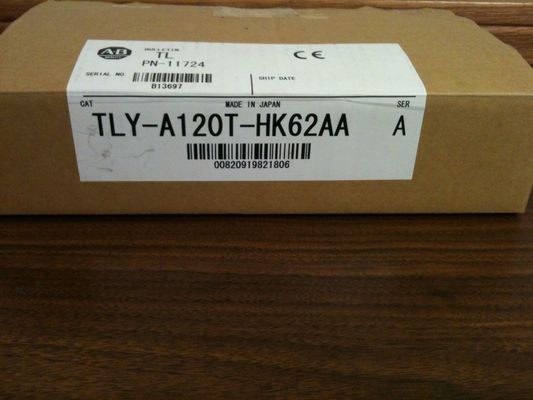 AB
BULLETIN
TL
PN-11724
SERIAL NO.
B13697
SHIP DATE
CE
CAT
MADE IN JAPAN
SER
TLY-A120T-HK62AA
A
00820919821806